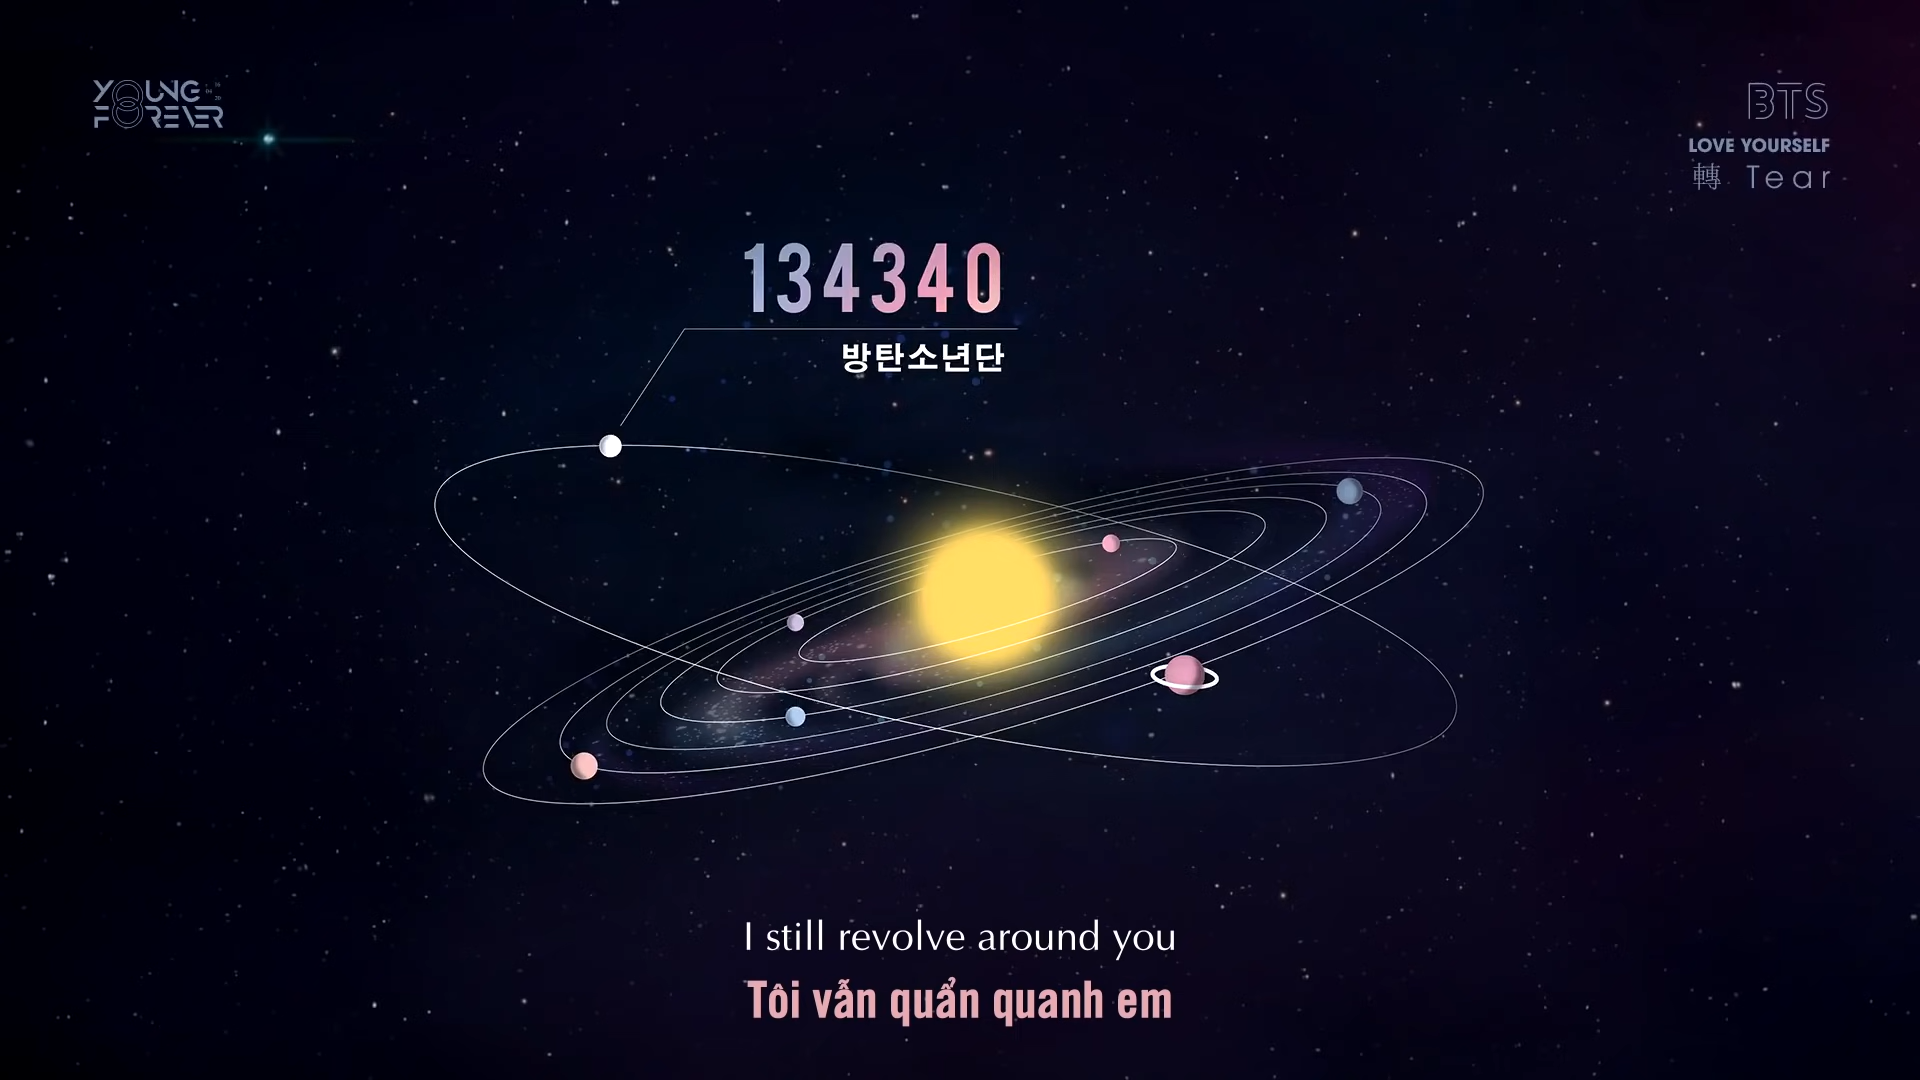 YOUNG
FOREVER
BTS
LOVE YOURSELF
轉 Tear
134340
방탄소년단
I still revolve around you
Tôi vẫn quẩn quanh em